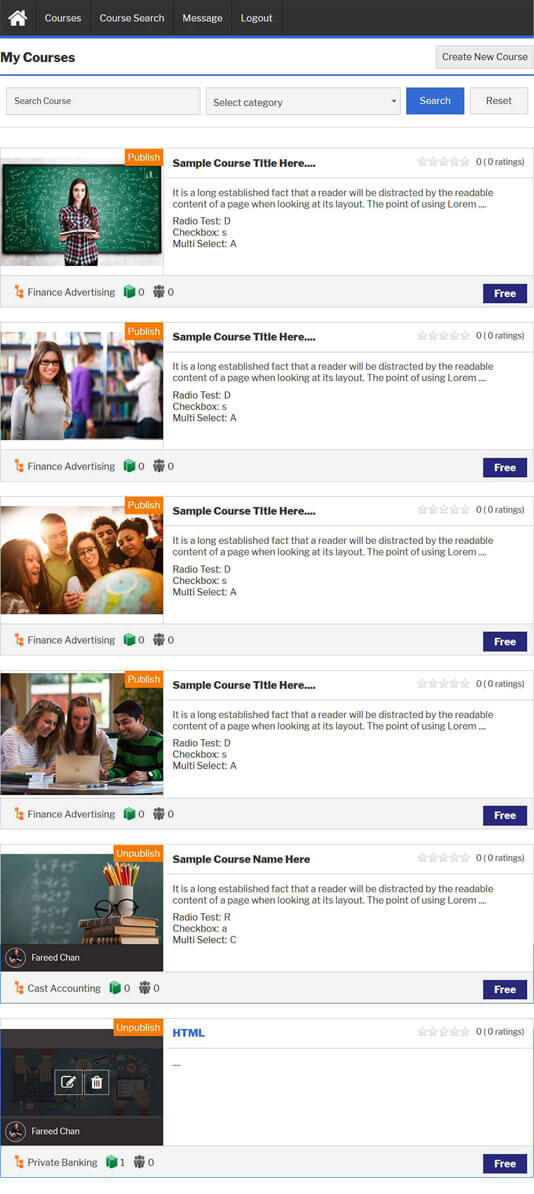 Courses Course Search Message Logout
My Courses
Create New Course
Search Course
Select category
Search
Reset
Publish
Sample Course Title Here....
0 ( 0 ratings)
It is a long established fact that a reader will be distracted by the readable
content of a page when looking at its layout. The point of using Lorem ....
Radio Test: D
Checkbox: s
Multi Select: A
Finance Advertising 0 0
Free
Publish
Sample Course Title Here....
0 ( 0 ratings)
It is a long established fact that a reader will be distracted by the readable
content of a page when looking at its layout. The point of using Lorem ....
Radio Test: D
Checkbox: s
Multi Select: A
Finance Advertising 0 0
Free
Publish
Sample Course Title Here....
0 ( 0 ratings)
It is a long established fact that a reader will be distracted by the readable
content of a page when looking at its layout. The point of using Lorem ....
Radio Test: D
Checkbox: s
Multi Select: A
Finance Advertising 0 0
Free
Publish
Sample Course Title Here....
0 ( 0 ratings)
It is a long established fact that a reader will be distracted by the readable
content of a page when looking at its layout. The point of using Lorem ....
Radio Test: D
Checkbox: s
Multi Select: A
Finance Advertising 0 0
Free
Unpublish
Sample Course Name Here
0 ( 0 ratings)
It is a long established fact that a reader will be distracted by the readable
content of a page when looking at its layout. The point of using Lorem ....
Radio Test: R
Checkbox: a
Multi Select: C
Fareed Chan
Cast Accounting 0 0
Free
Unpublish
HTML
0 ( 0 ratings)
....
Fareed Chan
Private Banking 1 0
Free